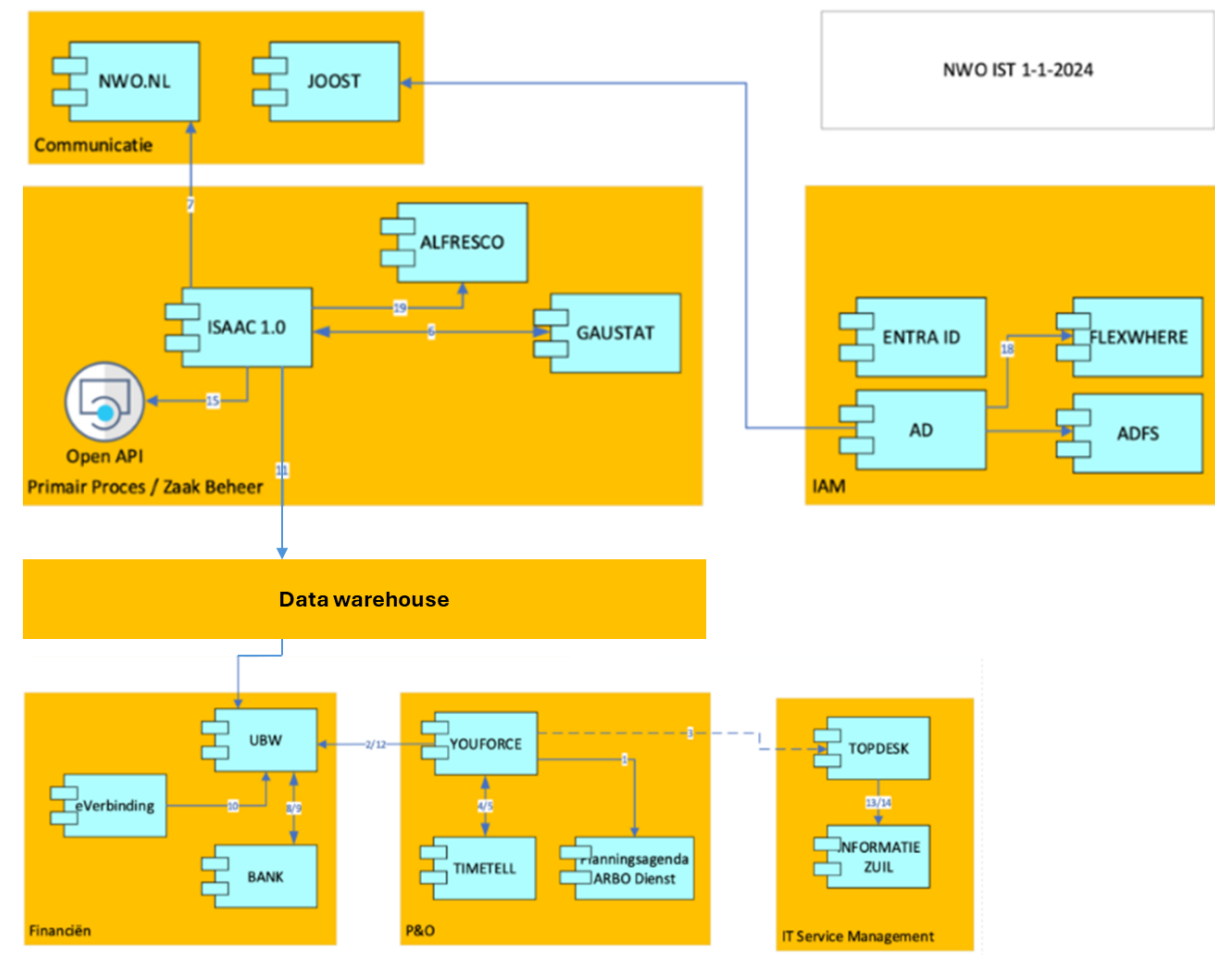 NWO.NL
JOOST
Communicatie
NWO IST 1-1-2024
7
ALFRESCO
19
ISAAC 1.0
6
GAUSTAT
15
Open API
11
Primair Proces / Zaak Beheer
ENTRA ID
FLEXWHERE
18
AD
ADFS
IAM
Data warehouse
UBW
2/12
eVerbinding
10
8/9
BANK
Financiën
YOUFORCE
3
1
4/5
TIMETELL
Planningsagenda
ARBO Dienst
P&O
TOPDESK
13/14
INFORMATIE
ZUIL
IT Service Management